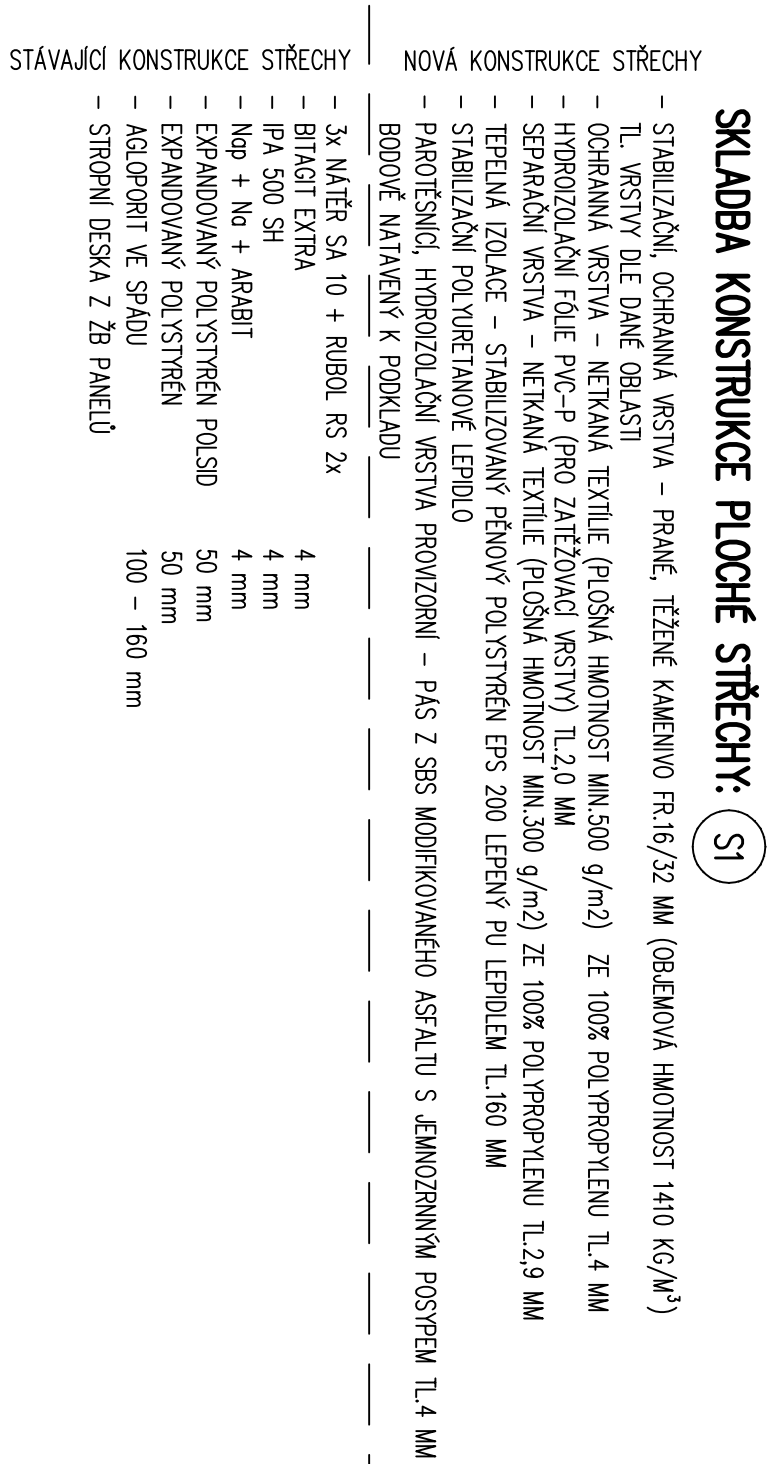 SKLADBA KONSTRUKCE PLOCHÉ STŘECHY: S1
NOVÁ KONSTRUKCE STŘECHY
- STABILIZAČNÍ, OCHRANNÁ VRSTVA - PRANÉ, TĚŽENÉ KAMENIVO FR.16/32 MM (OBJEMOVÁ HMOTNOST 1410 KG/M³)
TL. VRSTVY DLE DANÉ OBLASTI
- OCHRANNÁ VRSTVA - NETKANÁ TEXTÍLIE (PLOŠNÁ HMOTNOST MIN.500 g/m2) ZE 100% POLYPROPYLENU TL.4 MM
- HYDROIZOLAČNÍ FÓLIE PVC-P (PRO ZATĚŽOVACÍ VRSTVY) TL.2,0 MM
- SEPARAČNÍ VRSTVA - NETKANÁ TEXTÍLIE (PLOŠNÁ HMOTNOST MIN.300 g/m2) ZE 100% POLYPROPYLENU TL.2,9 MM
- TEPELNÁ IZOLACE - STABILIZOVANÝ PĚNOVÝ POLYSTYRÉN EPS 200 LEPENÝ PU LEPIDLEM TL.160 MM
- STABILIZAČNÍ POLYURETANOVÉ LEPIDLO
- PAROTĚSNÍCÍ, HYDROIZOLAČNÍ VRSTVA PROVIZORNÍ - PÁS Z SBS MODIFIKOVANÉHO ASFALTU S JEMNOZRNNÝM POSYPEM TL.4 MM
BODOVĚ NATAVENÝ K PODKLADU
STÁVAJÍCÍ KONSTRUKCE STŘECHY
- 3x NÁTĚR SA 10 + RUBOL RS 2x
- BITAGIT EXTRA 4 mm
- IPA 500 SH 4 mm
- Nap + Na + ARABIT 4 mm
- EXPANDOVANÝ POLYSTYRÉN POLSID 50 mm
- EXPANDOVANÝ POLYSTYRÉN 50 mm
- AGLOPORIT VE SPÁDU 100 - 160 mm
- STROPNÍ DESKA Z ŽB PANELŮ